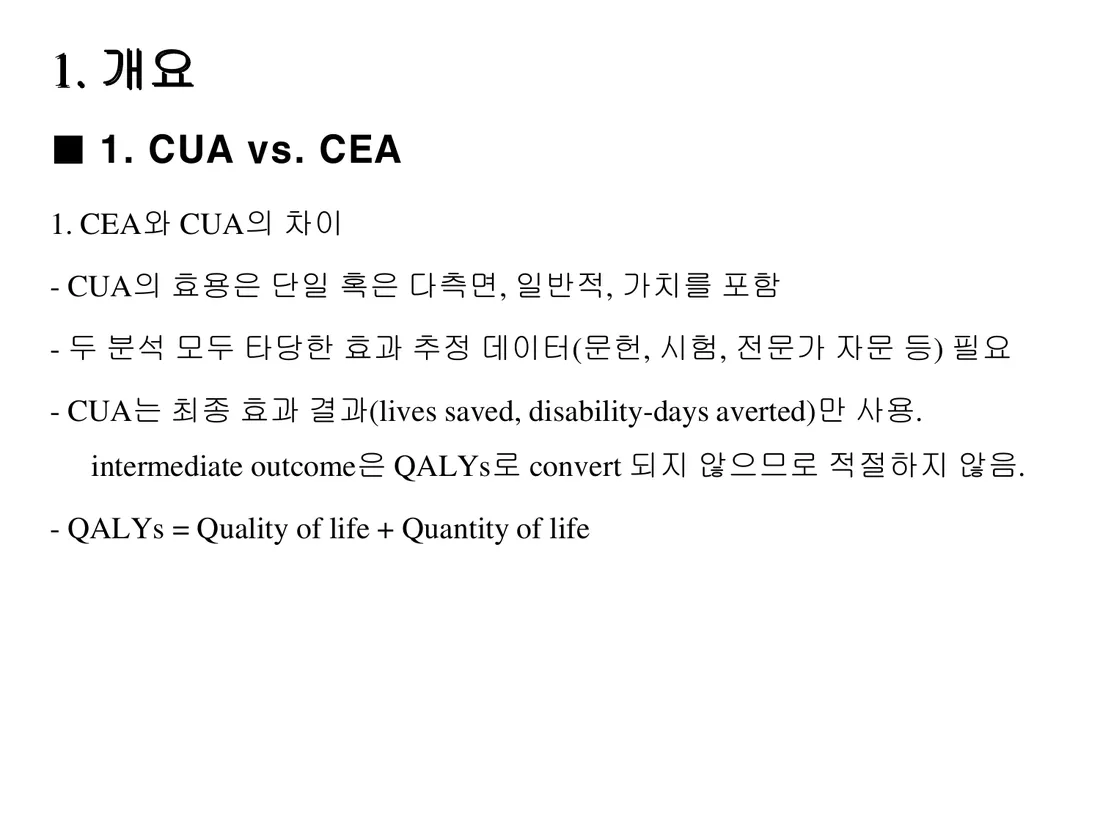 1. 개요
■ 1. CUA vs. CEA
1. CEA와 CUA의 차이
- CUA의 효용은 단일 혹은 다측면, 일반적, 가치를 포함
- 두 분석 모두 타당한 효과 추정 데이터(문헌, 시험, 전문가 자문 등) 필요
- CUA는 최종 효과 결과(lives saved, disability-days averted)만 사용.
intermediate outcome은 QALYs로 convert 되지 않으므로 적절하지 않음.
- QALYs = Quality of life + Quantity of life